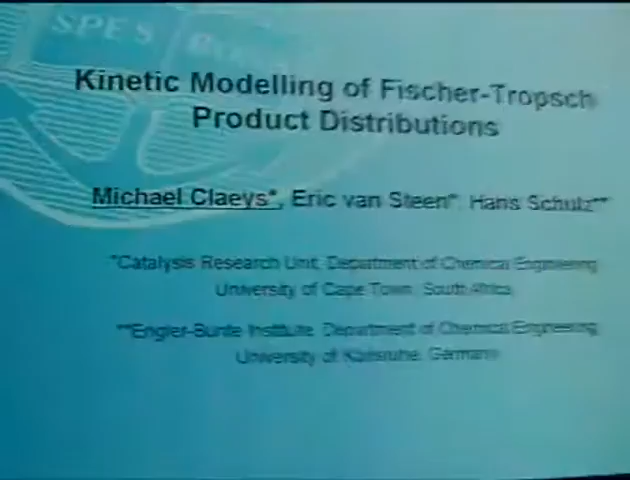 SPES
Kinetic Modelling of Fischer-Tropsch
Product Distributions
Michael Claeys*, Eric van Steen*, Hans Schulz**
*Catalysis Research Unit, Department of Chemical Engineering
University of Cape Town, South Africa
**Engler-Bunte Institute, Department of Chemical Engineering
University of Karlsruhe, Germany